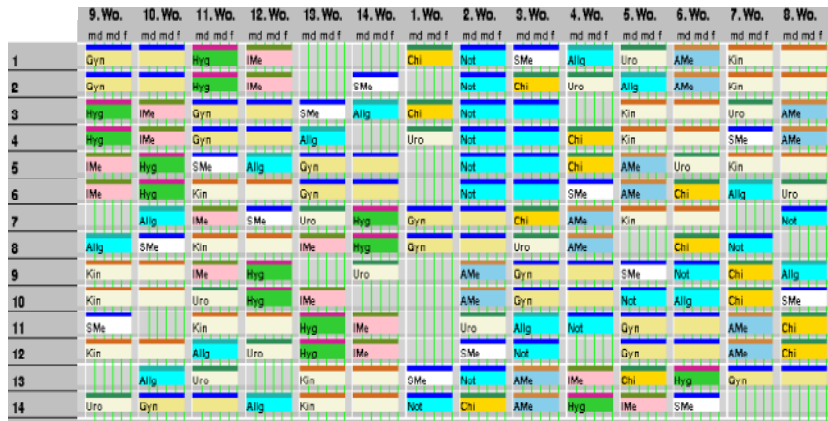 9. Wo. 10. Wo. 11. Wo. 12. Wo. 13. Wo. 14. Wo. 1. Wo. 2. Wo. 3. Wo. 4. Wo. 5. Wo. 6. Wo. 7. Wo. 8. Wo.
md md f md md f md md f md md f md md f md md f md md f md md f md md f md md f md md f md md f md md f md md f
1 Gyn Hyg IMe Chi Not SMe Allg Uro AMe Kin
2 Gyn Hyg IMe SMe Not Chi Uro Allg AMe Kin
3 Hyg IMe Gyn SMe Allg Chi Not Kin Uro AMe
4 Hyg IMe Gyn Allg Uro Not Chi Kin SMe AMe
5 IMe Hyg SMe Allg Gyn Not Chi AMe Uro Kin
6 IMe Hyg Kin Gyn Not SMe AMe Chi Allg Uro
7 Allg IMe SMe Uro Hyg Gyn Chi AMe Kin Not
8 Allg SMe Kin IMe Hyg Gyn Uro AMe Chi Not
9 Kin IMe Hyg Uro AMe Gyn SMe Not Chi Allg
10 Kin Uro Hyg IMe AMe Gyn Not Allg Chi SMe
11 SMe Kin Hyg IMe Uro Allg Not Gyn AMe Chi
12 Kin Allg Uro Hyg IMe SMe Not Gyn AMe Chi
13 Allg Uro Kin SMe Not AMe IMe Chi Hyg Gyn
14 Uro Gyn Allg Kin Not Chi AMe Hyg IMe SMe